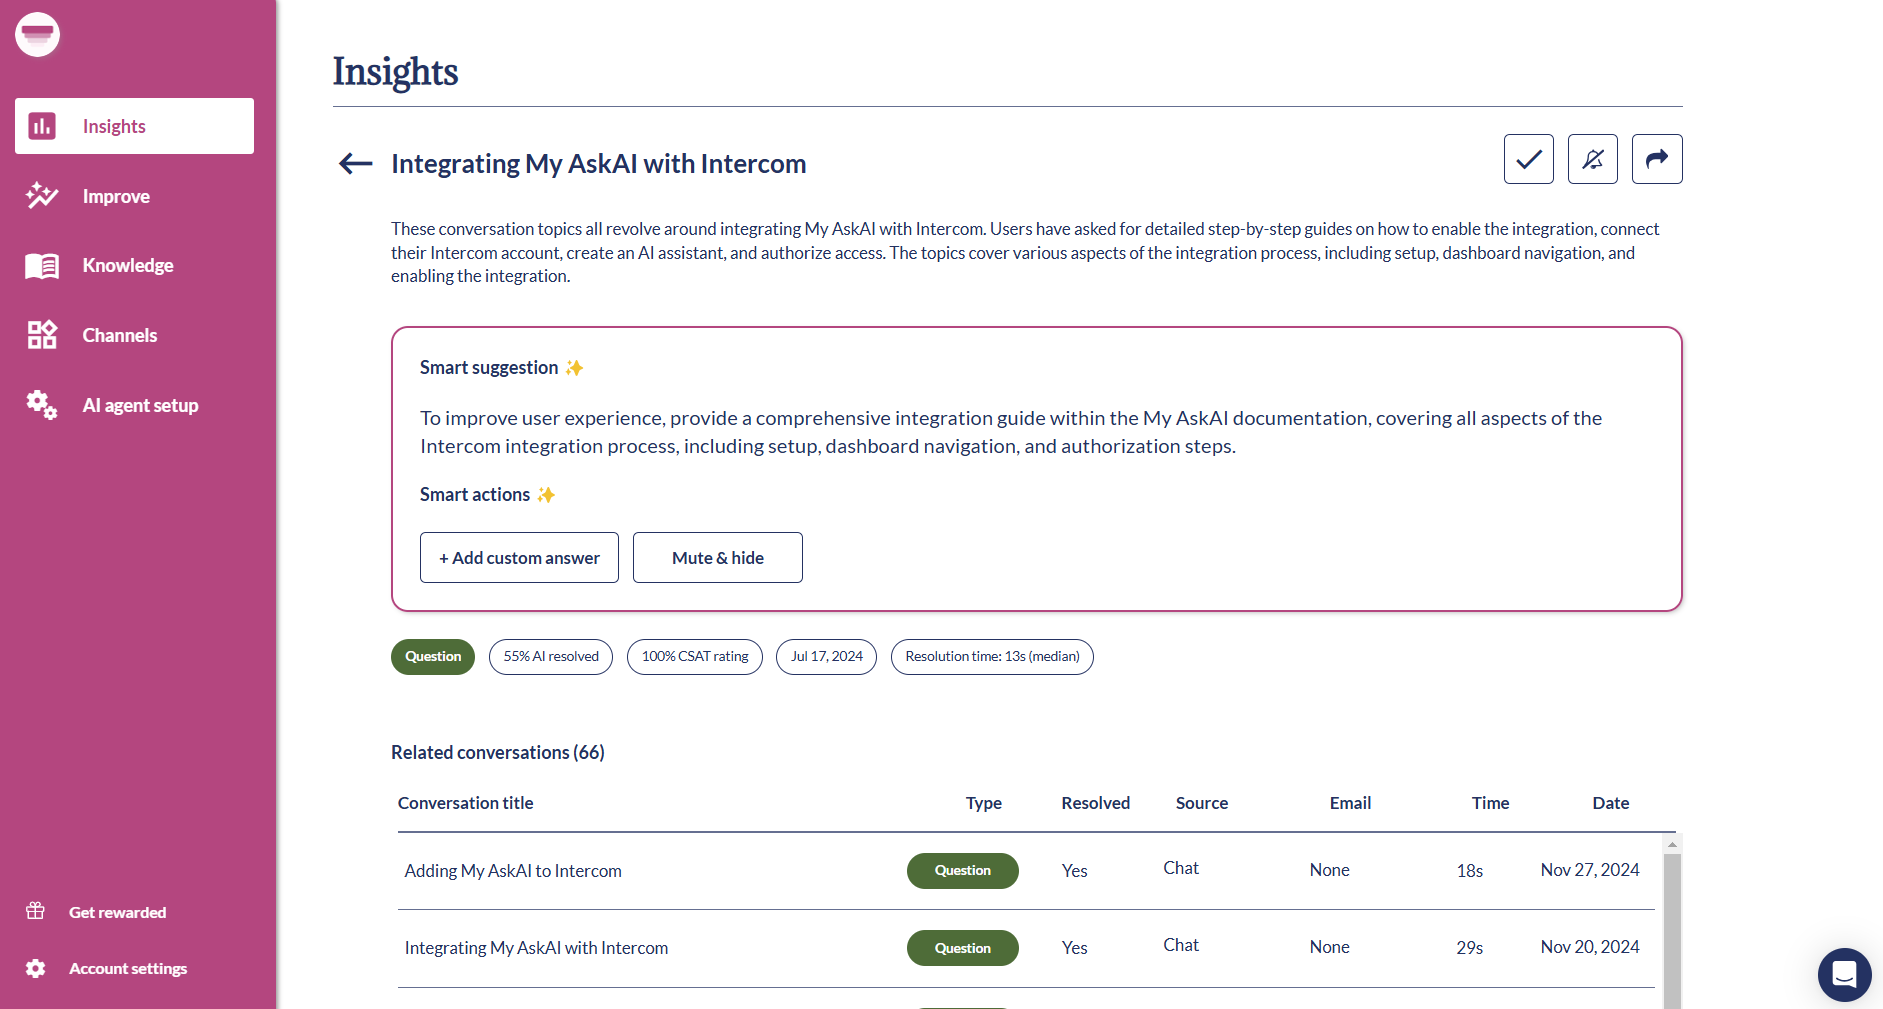 Insights
Improve
Knowledge
Channels
AI agent setup
Get rewarded
Account settings
Insights
Integrating My AskAI with Intercom
These conversation topics all revolve around integrating My AskAI with Intercom. Users have asked for detailed step-by-step guides on how to enable the integration, connect
their Intercom account, create an AI assistant, and authorize access. The topics cover various aspects of the integration process, including setup, dashboard navigation, and
enabling the integration.
Smart suggestion ✨
To improve user experience, provide a comprehensive integration guide within the My AskAI documentation, covering all aspects of the
Intercom integration process, including setup, dashboard navigation, and authorization steps.
Smart actions ✨
+ Add custom answer Mute & hide
Question 55% AI resolved 100% CSAT rating Jul 17, 2024 Resolution time: 13s (median)
Related conversations (66)
Conversation title Type Resolved Source Email Time Date
Adding My AskAI to Intercom Question Yes Chat None 18s Nov 27, 2024
Integrating My AskAI with Intercom Question Yes Chat None 29s Nov 20, 2024